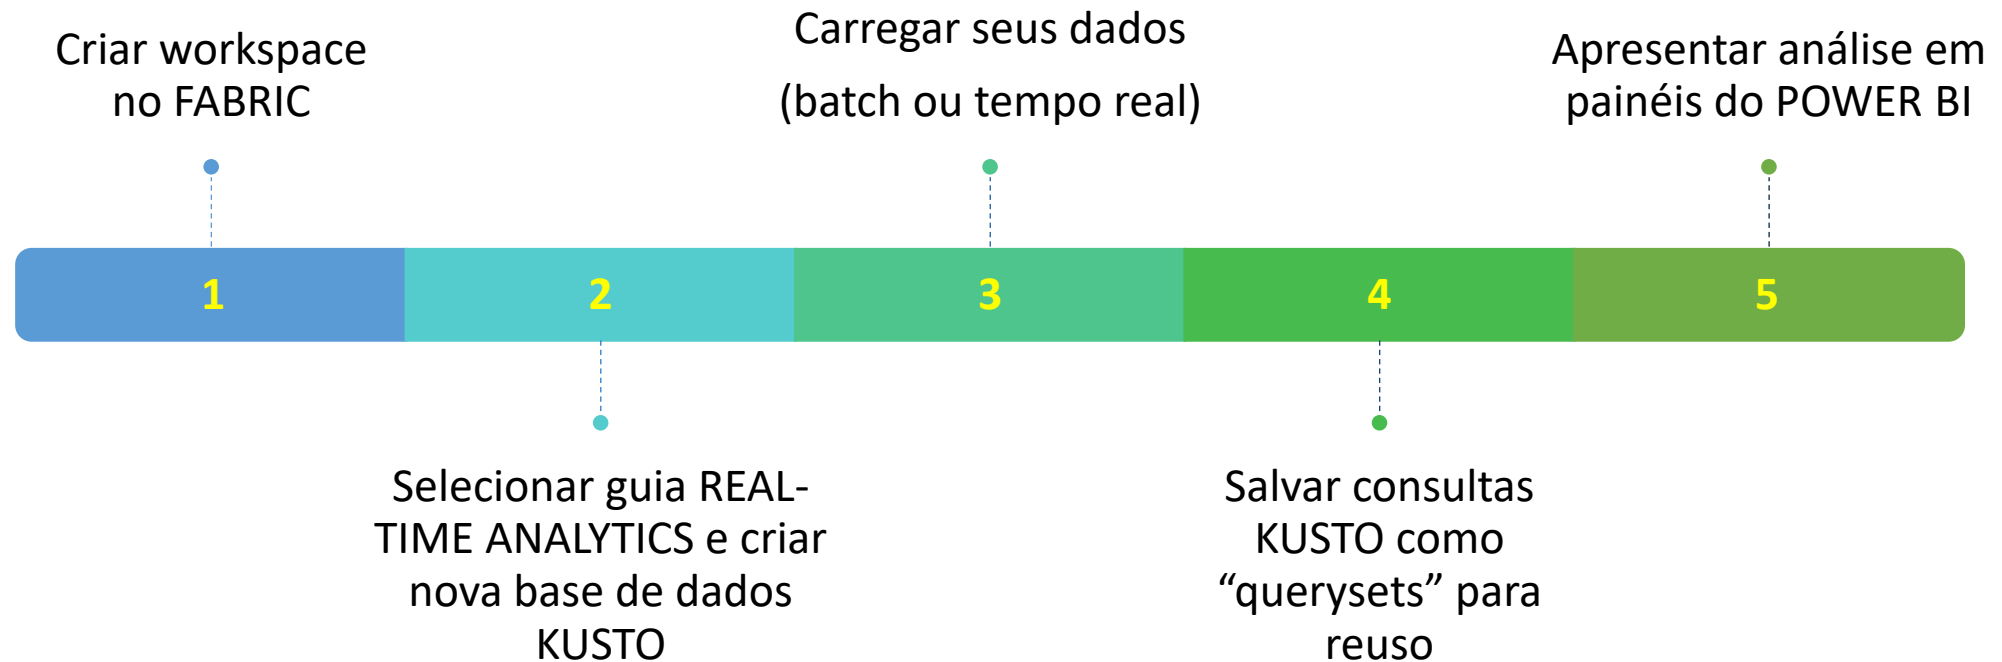 Criar workspace
no FABRIC
Carregar seus dados
(batch ou tempo real)
Apresentar análise em
painéis do POWER BI
1
2
3
4
5
Selecionar guia REAL-
TIME ANALYTICS e criar
nova base de dados
KUSTO
Salvar consultas
KUSTO como
“querysets” para
reuso